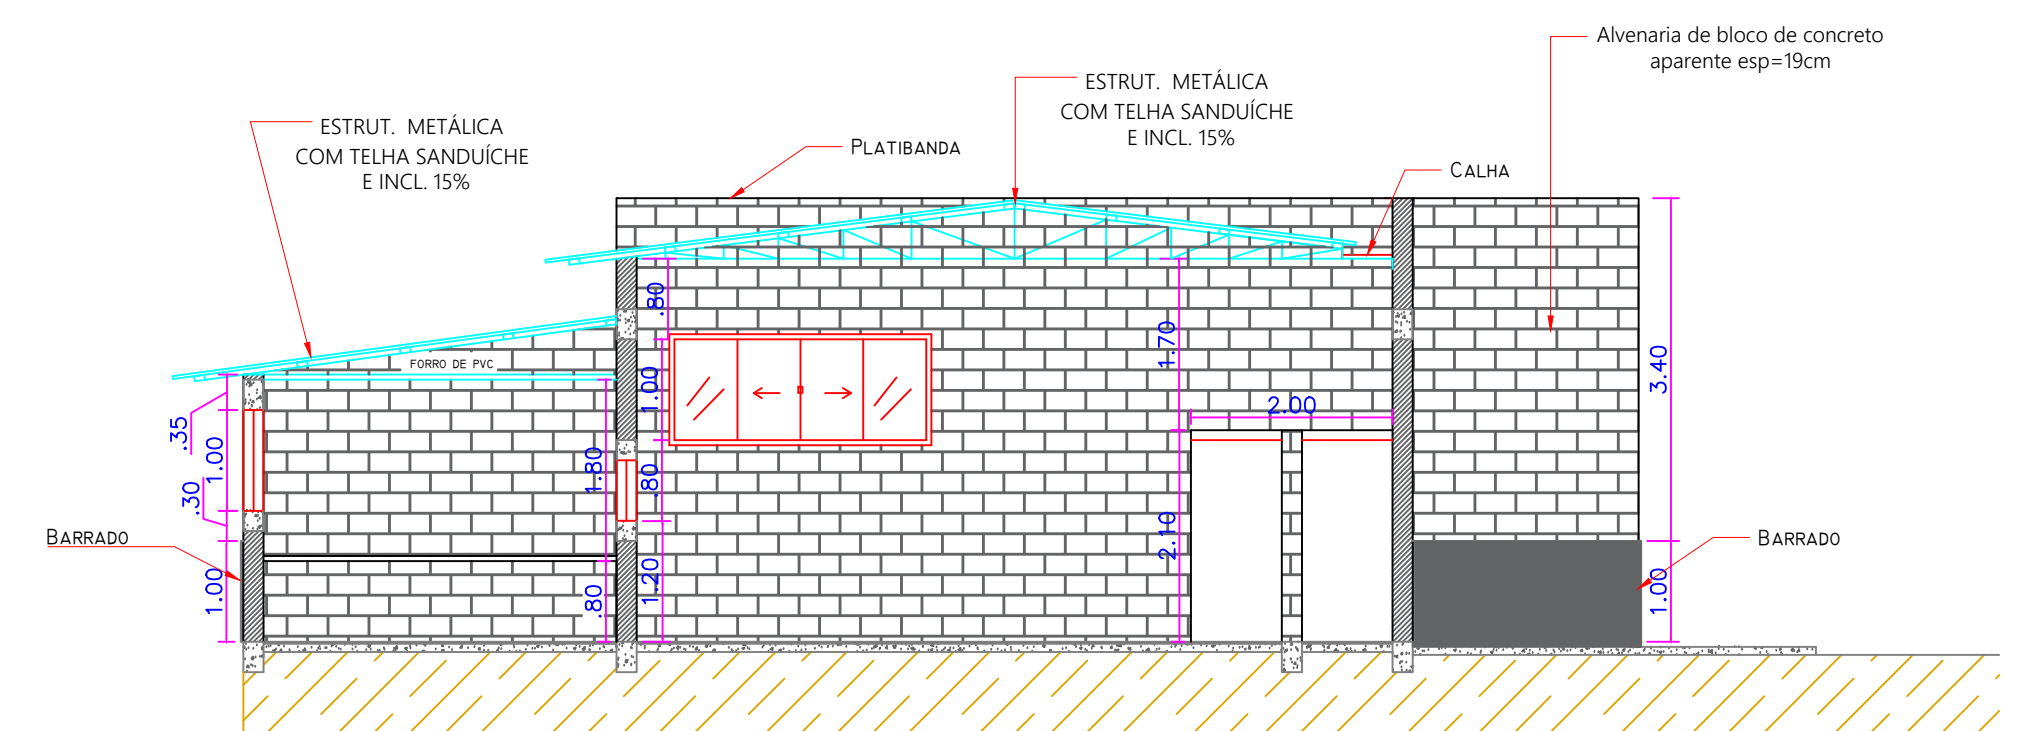 Alvenaria de bloco de concreto
aparente esp=19cm
ESTRUT. METÁLICA
COM TELHA SANDUÍCHE
E INCL. 15%
ESTRUT. METÁLICA
COM TELHA SANDUÍCHE
E INCL. 15%
PLATIBANDA
CALHA
FORRO DE PVC
BARRADO
BARRADO
.35
1.00
.30
1.00
1.80
.80
.80
1.00
.80
1.20
1.70
2.10
2.00
3.40
1.00